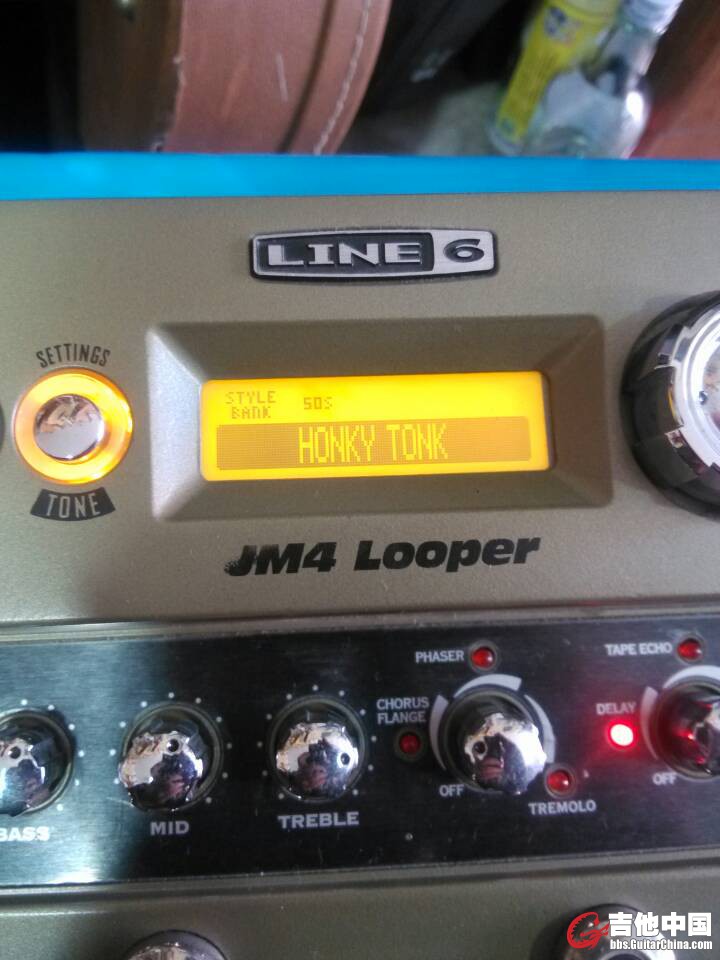 LINE 6
SETTINGS
TONE
STYLE
BANK 50S
HONKY TONK
JM4 Looper
PHASER
TAPE ECHO
CHORUS
FLANGE
DELAY
OFF
OFF
TREMOLO
BASS
MID
TREBLE
吉他中国
bbs.GuitarChina.com